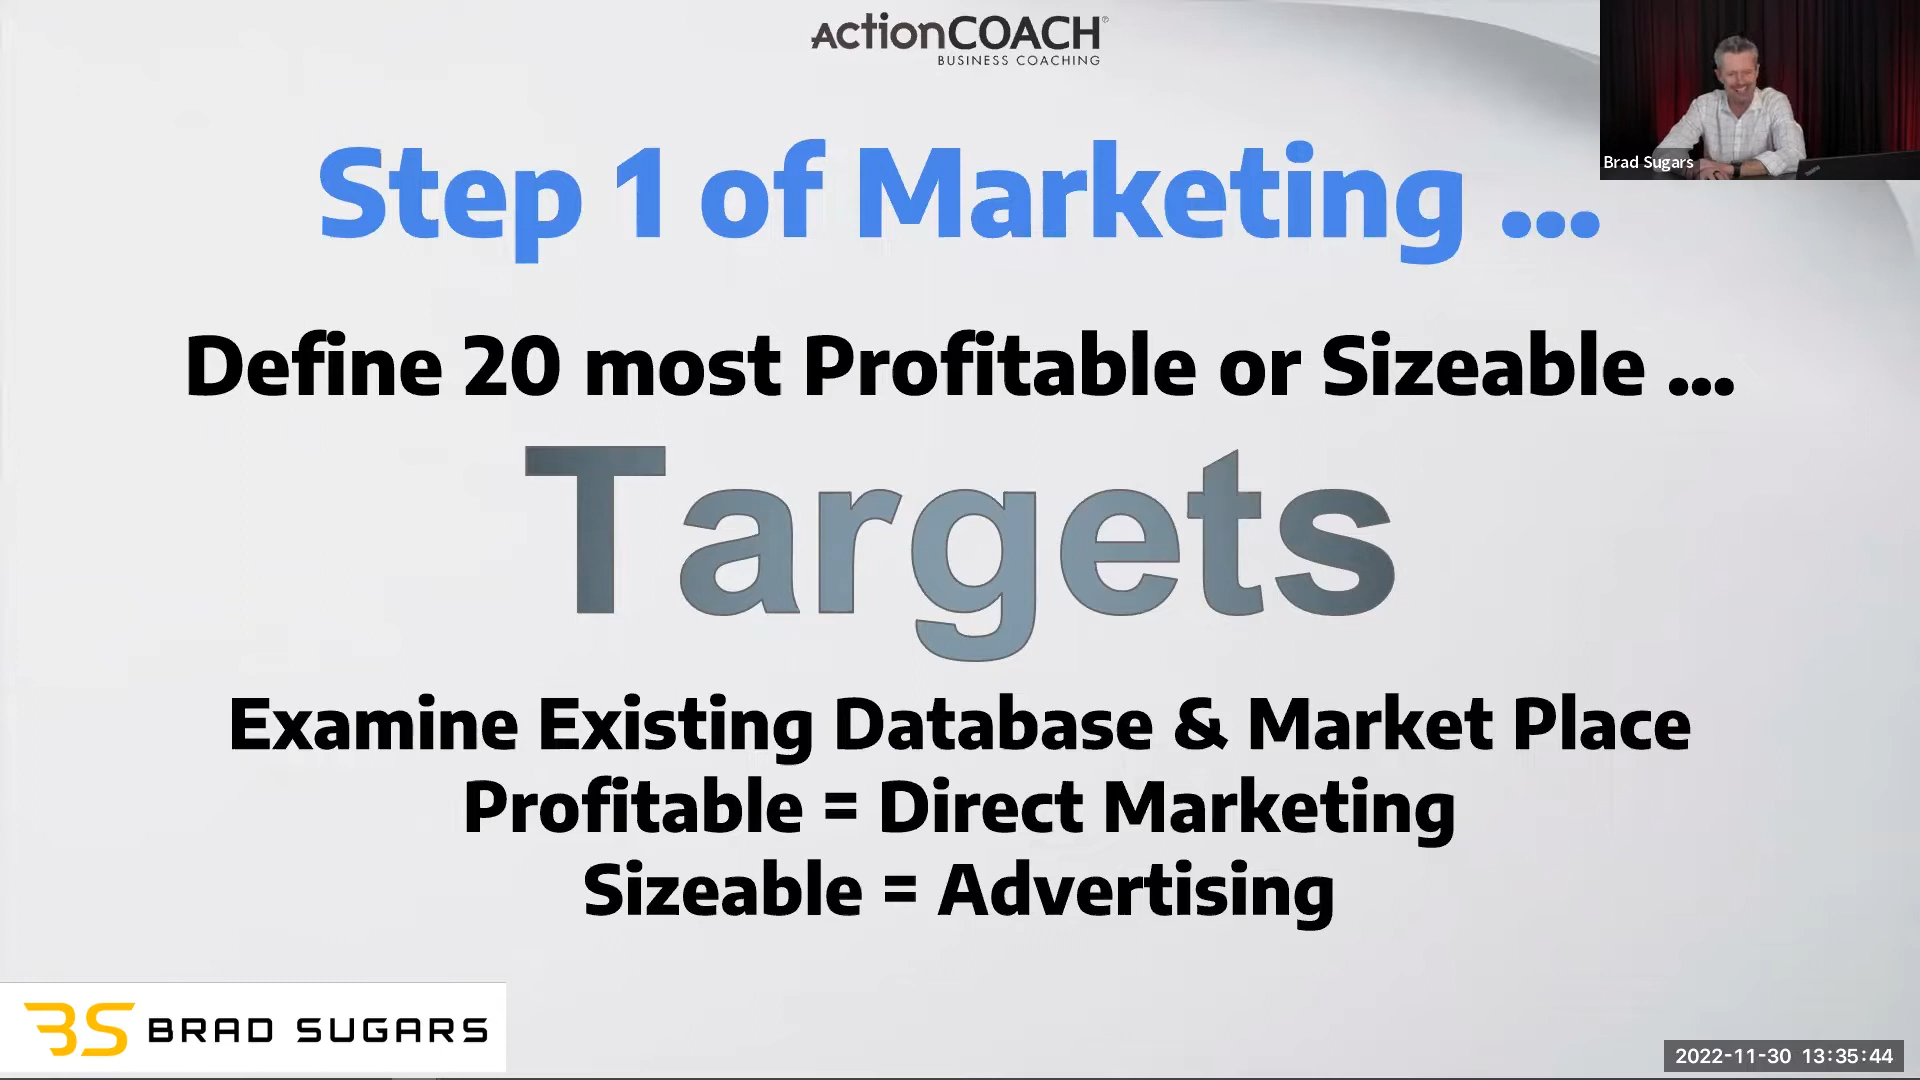 ActionCOACH®
BUSINESS COACHING
Brad Sugars
Step 1 of Marketing ...
Define 20 most Profitable or Sizeable ...
Targets
Examine Existing Database & Market Place
Profitable = Direct Marketing
Sizeable = Advertising
BS BRAD SUGARS
2022-11-30 13:35:44